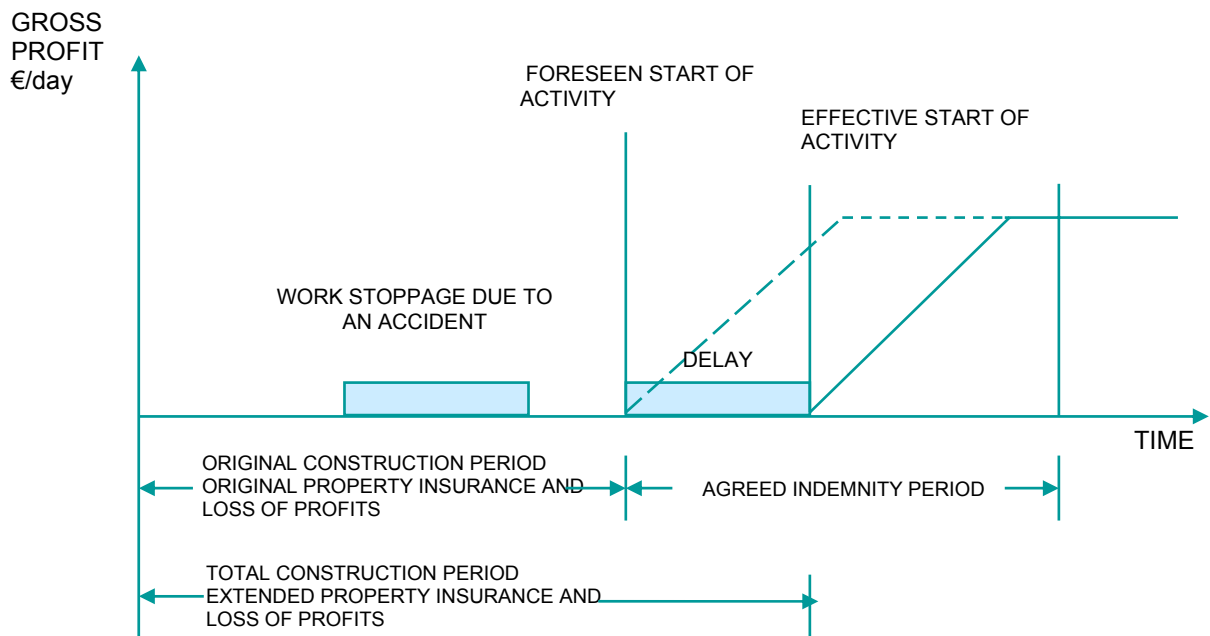 GROSS
PROFIT
€/day
FORESEEN START OF
ACTIVITY
EFFECTIVE START OF
ACTIVITY
WORK STOPPAGE DUE TO
AN ACCIDENT
DELAY
TIME
ORIGINAL CONSTRUCTION PERIOD
ORIGINAL PROPERTY INSURANCE AND
LOSS OF PROFITS
AGREED INDEMNITY PERIOD
TOTAL CONSTRUCTION PERIOD
EXTENDED PROPERTY INSURANCE AND
LOSS OF PROFITS